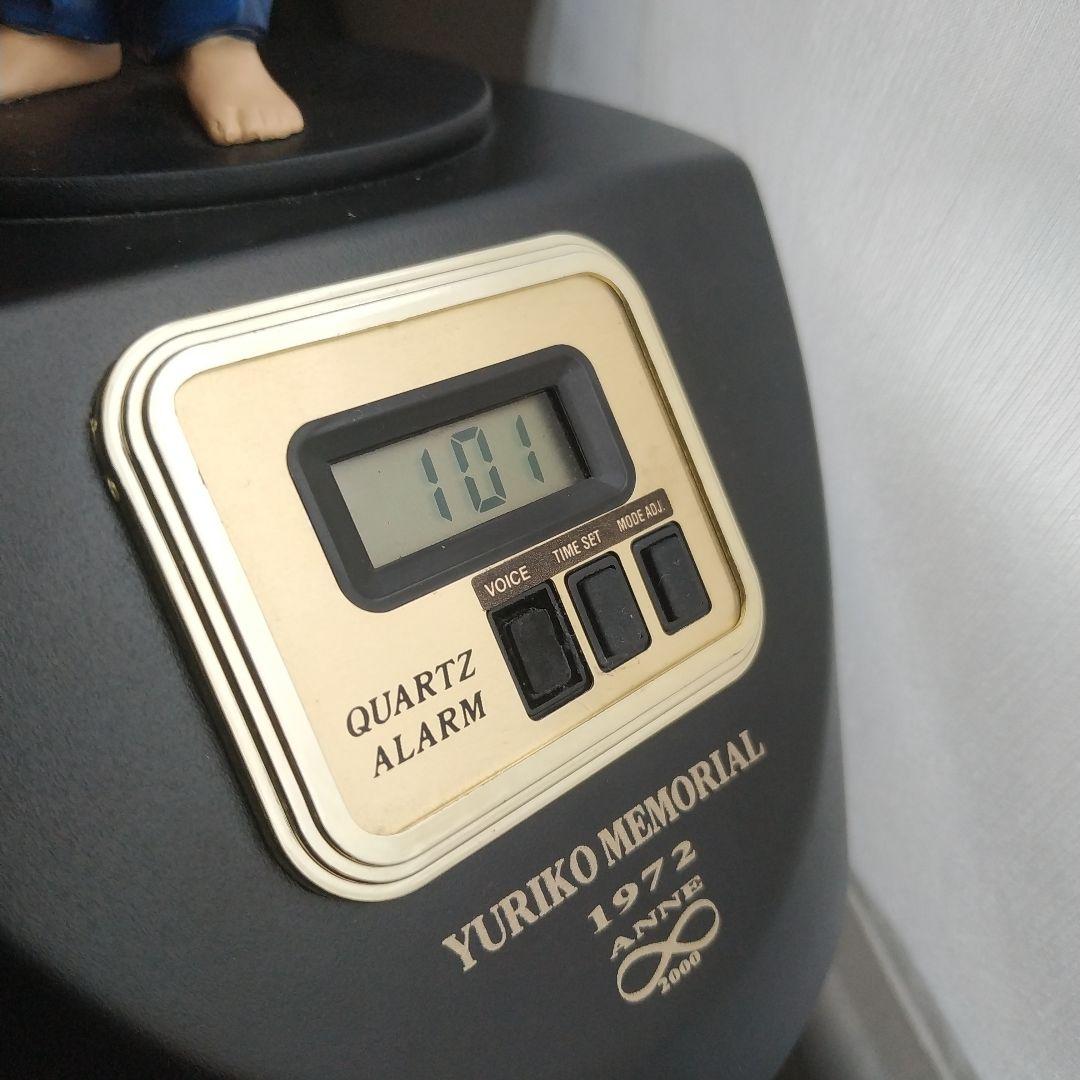 101
VOICE TIME SET MODE ADJ.
QUARTZ
ALARM
YURIKO MEMORIAL
1972
ANNE
2000